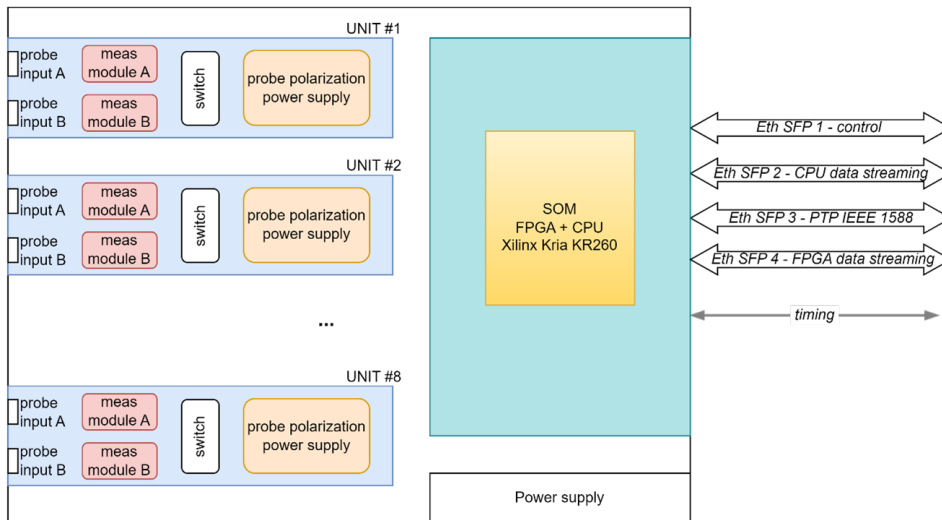 UNIT #1
probe
input A
meas
module A
probe
input B
meas
module B
switch
probe polarization
power supply
UNIT #2
probe
input A
meas
module A
probe
input B
meas
module B
switch
probe polarization
power supply
...
UNIT #8
probe
input A
meas
module A
probe
input B
meas
module B
switch
probe polarization
power supply
SOM
FPGA + CPU
Xilinx Kria KR260
Power supply
Eth SFP 1 - control
Eth SFP 2 - CPU data streaming
Eth SFP 3 - PTP IEEE 1588
Eth SFP 4 - FPGA data streaming
timing